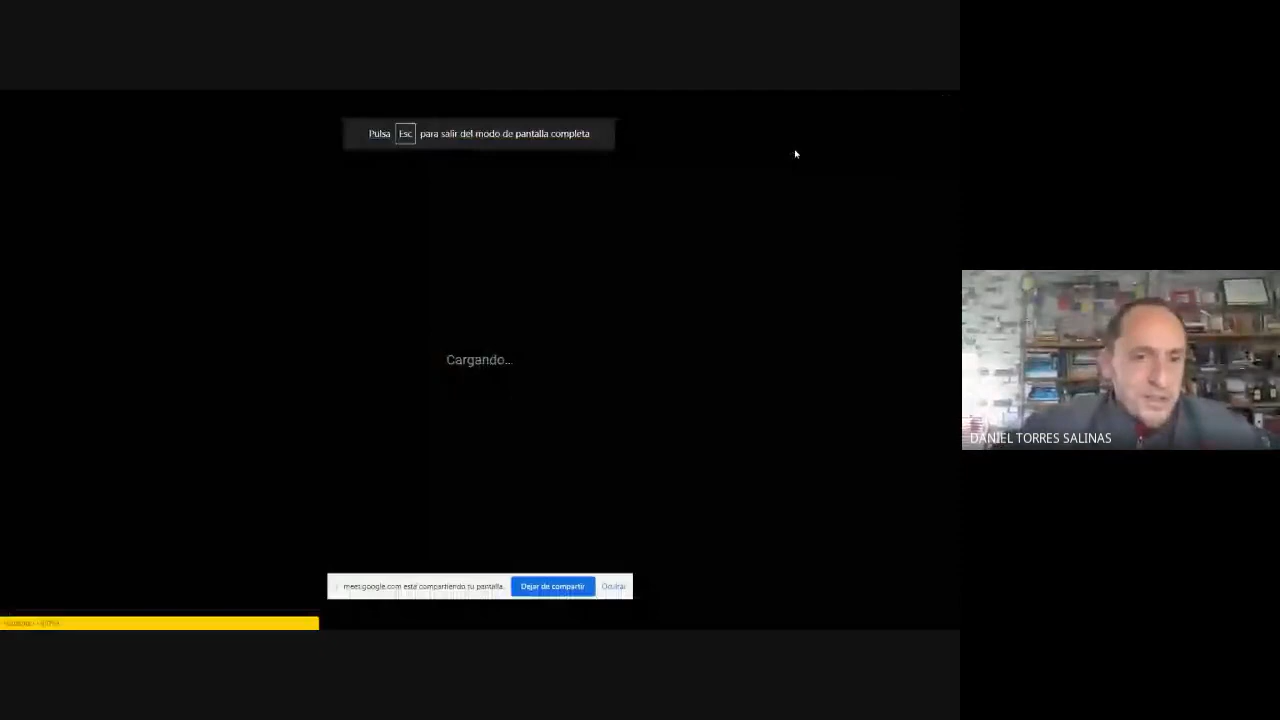 Pulsa Esc para salir del modo de pantalla completa
Cargando...
DANIEL TORRES SALINAS
meet.google.com está compartiendo tu pantalla. Dejar de compartir Ocultar